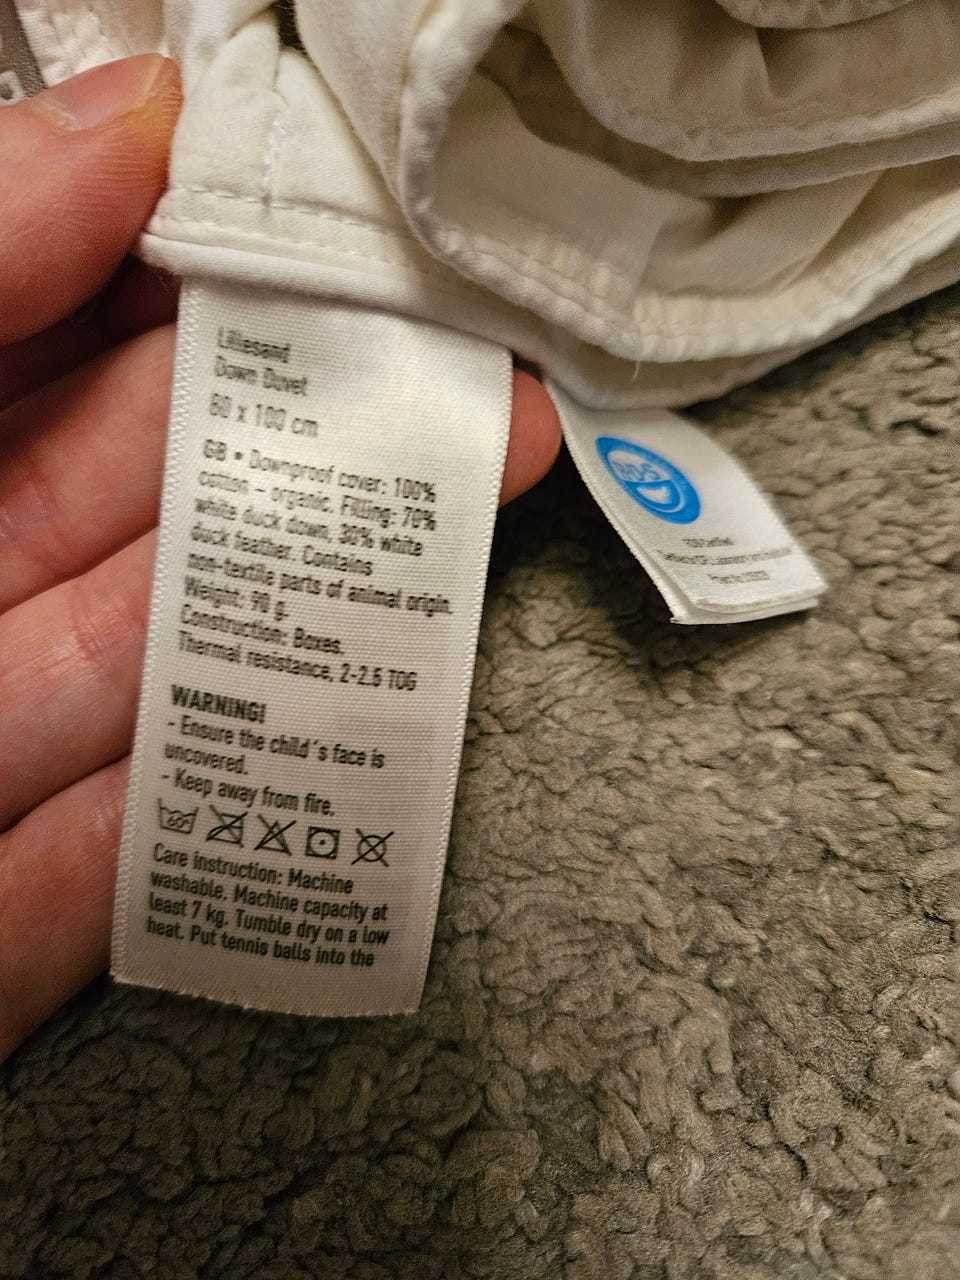 Lillesand
Down Duvet
80 x 100 cm
GB • Downproof cover: 100%
cotton – organic. Filling: 70%
white duck down, 30% white
duck feather. Contains
non-textile parts of animal origin.
Weight: 90 g.
Construction: Boxes.
Thermal resistance, 2-2.5 TOG
WARNING!
- Ensure the child´s face is
uncovered.
- Keep away from fire.
60
Care instruction: Machine
washable. Machine capacity at
least 7 kg. Tumble dry on a low
heat. Put tennis balls into the
RDS